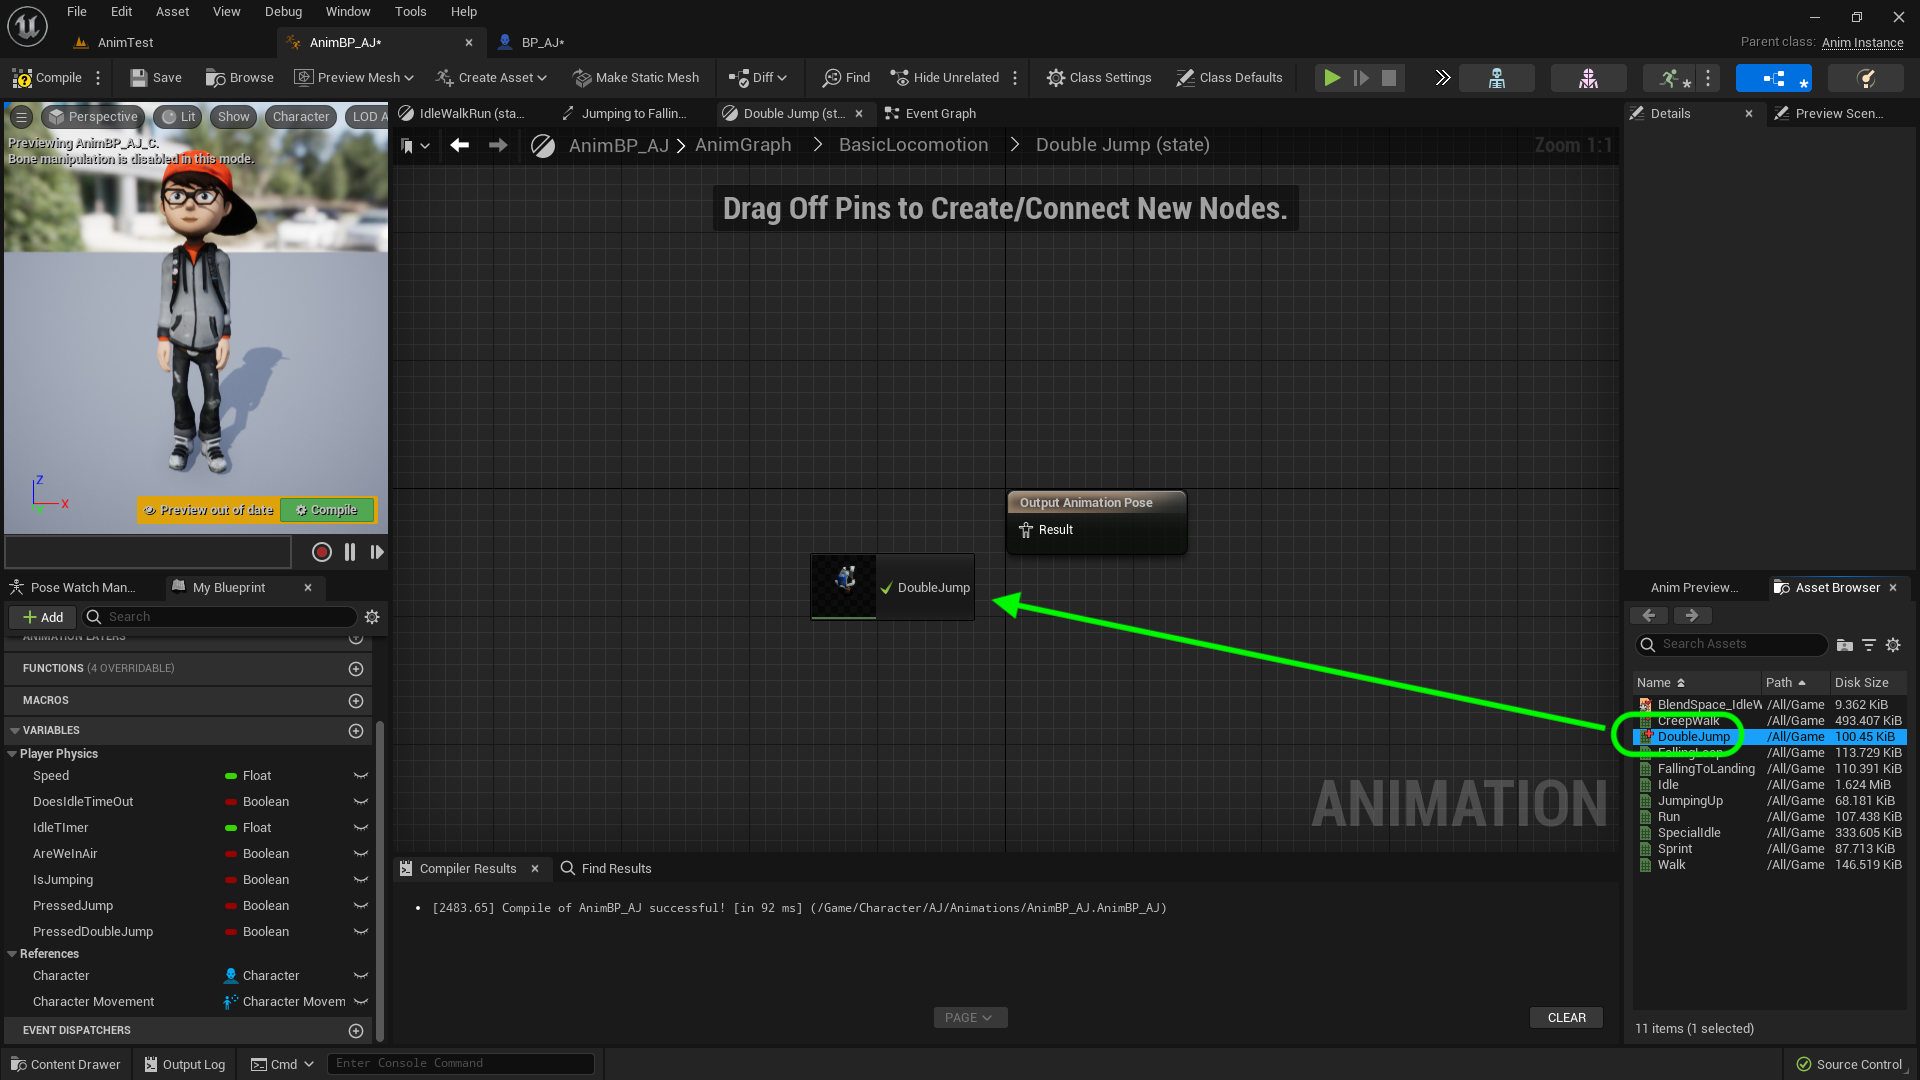 File Edit Asset View Debug Window Tools Help
AnimTest
AnimBP_AJ*
BP_AJ*
Parent class: Anim Instance
Compile
Save
Browse
Preview Mesh
Create Asset
Make Static Mesh
Diff
Find
Hide Unrelated
Class Settings
Class Defaults
Perspective
Lit
Show
Character
LOD A
Previewing AnimBP_AJ_C.
Bone manipulation is disabled in this mode.
Z
X
Y
Preview out of date
Compile
IdleWalkRun (sta...
Jumping to Fallin...
Double Jump (st...
Event Graph
AnimBP_AJ > AnimGraph > BasicLocomotion > Double Jump (state)
Zoom 1:1
Drag Off Pins to Create/Connect New Nodes.
Output Animation Pose
Result
DoubleJump
ANIMATION
Pose Watch Man...
My Blueprint
Add
Search
ANIMATION LAYERS
FUNCTIONS (4 OVERRIDABLE)
MACROS
VARIABLES
Player Physics
Speed Float
DoesIdleTimeOut Boolean
IdleTImer Float
AreWeInAir Boolean
IsJumping Boolean
PressedJump Boolean
PressedDoubleJump Boolean
References
Character Character
Character Movement Character Movem
EVENT DISPATCHERS
Compiler Results
Find Results
[2483.65] Compile of AnimBP_AJ successful! [in 92 ms] (/Game/Character/AJ/Animations/AnimBP_AJ.AnimBP_AJ)
PAGE
CLEAR
Details
Preview Scen...
Anim Preview...
Asset Browser
Search Assets
Name Path Disk Size
BlendSpace_IdleW /All/Game 9.362 KiB
CreepWalk /All/Game 493.407 KiB
DoubleJump /All/Game 100.45 KiB
FallingLoop /All/Game 113.729 KiB
FallingToLanding /All/Game 110.391 KiB
Idle /All/Game 1.624 MiB
JumpingUp /All/Game 68.181 KiB
Run /All/Game 107.438 KiB
SpecialIdle /All/Game 333.605 KiB
Sprint /All/Game 87.713 KiB
Walk /All/Game 146.519 KiB
11 items (1 selected)
Content Drawer
Output Log
Cmd
Enter Console Command
Source Control